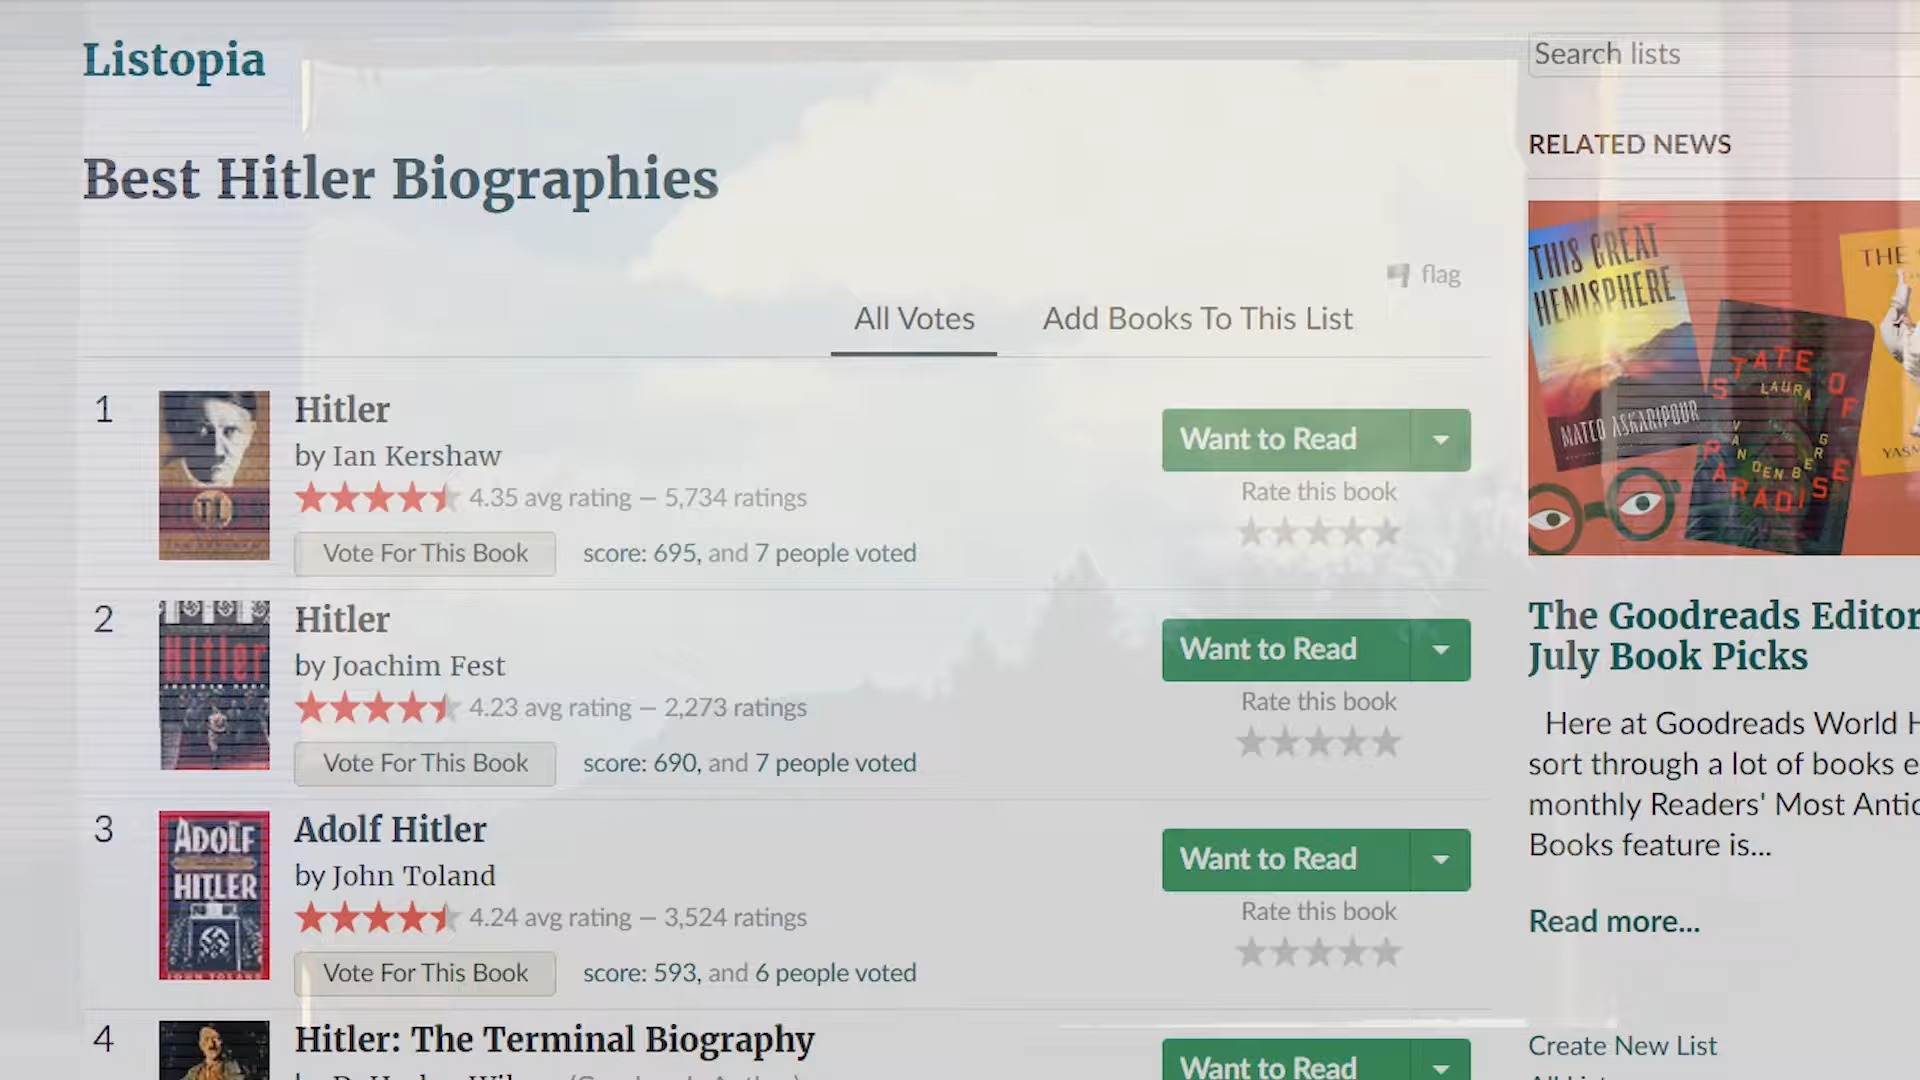 Listopia
Search lists
Best Hitler Biographies
RELATED NEWS
flag
All Votes
Add Books To This List
THIS GREAT
HEMISPHERE
MATEO ASKARIPOUR
THE
STATE OF
LAURA
VAN DEN BERG
PARADISE
YASM
1
Hitler
by Ian Kershaw
4.35 avg rating — 5,734 ratings
Vote For This Book
score: 695, and 7 people voted
Want to Read
Rate this book
2
Hitler
Hitler
by Joachim Fest
4.23 avg rating — 2,273 ratings
Vote For This Book
score: 690, and 7 people voted
Want to Read
Rate this book
The Goodreads Editor
July Book Picks
Here at Goodreads World H
sort through a lot of books e
monthly Readers' Most Antic
Books feature is...
Read more...
3
ADOLF
HITLER
JOHN TOLAND
Adolf Hitler
by John Toland
4.24 avg rating — 3,524 ratings
Vote For This Book
score: 593, and 6 people voted
Want to Read
Rate this book
4
Hitler: The Terminal Biography
Want to Read
Create New List